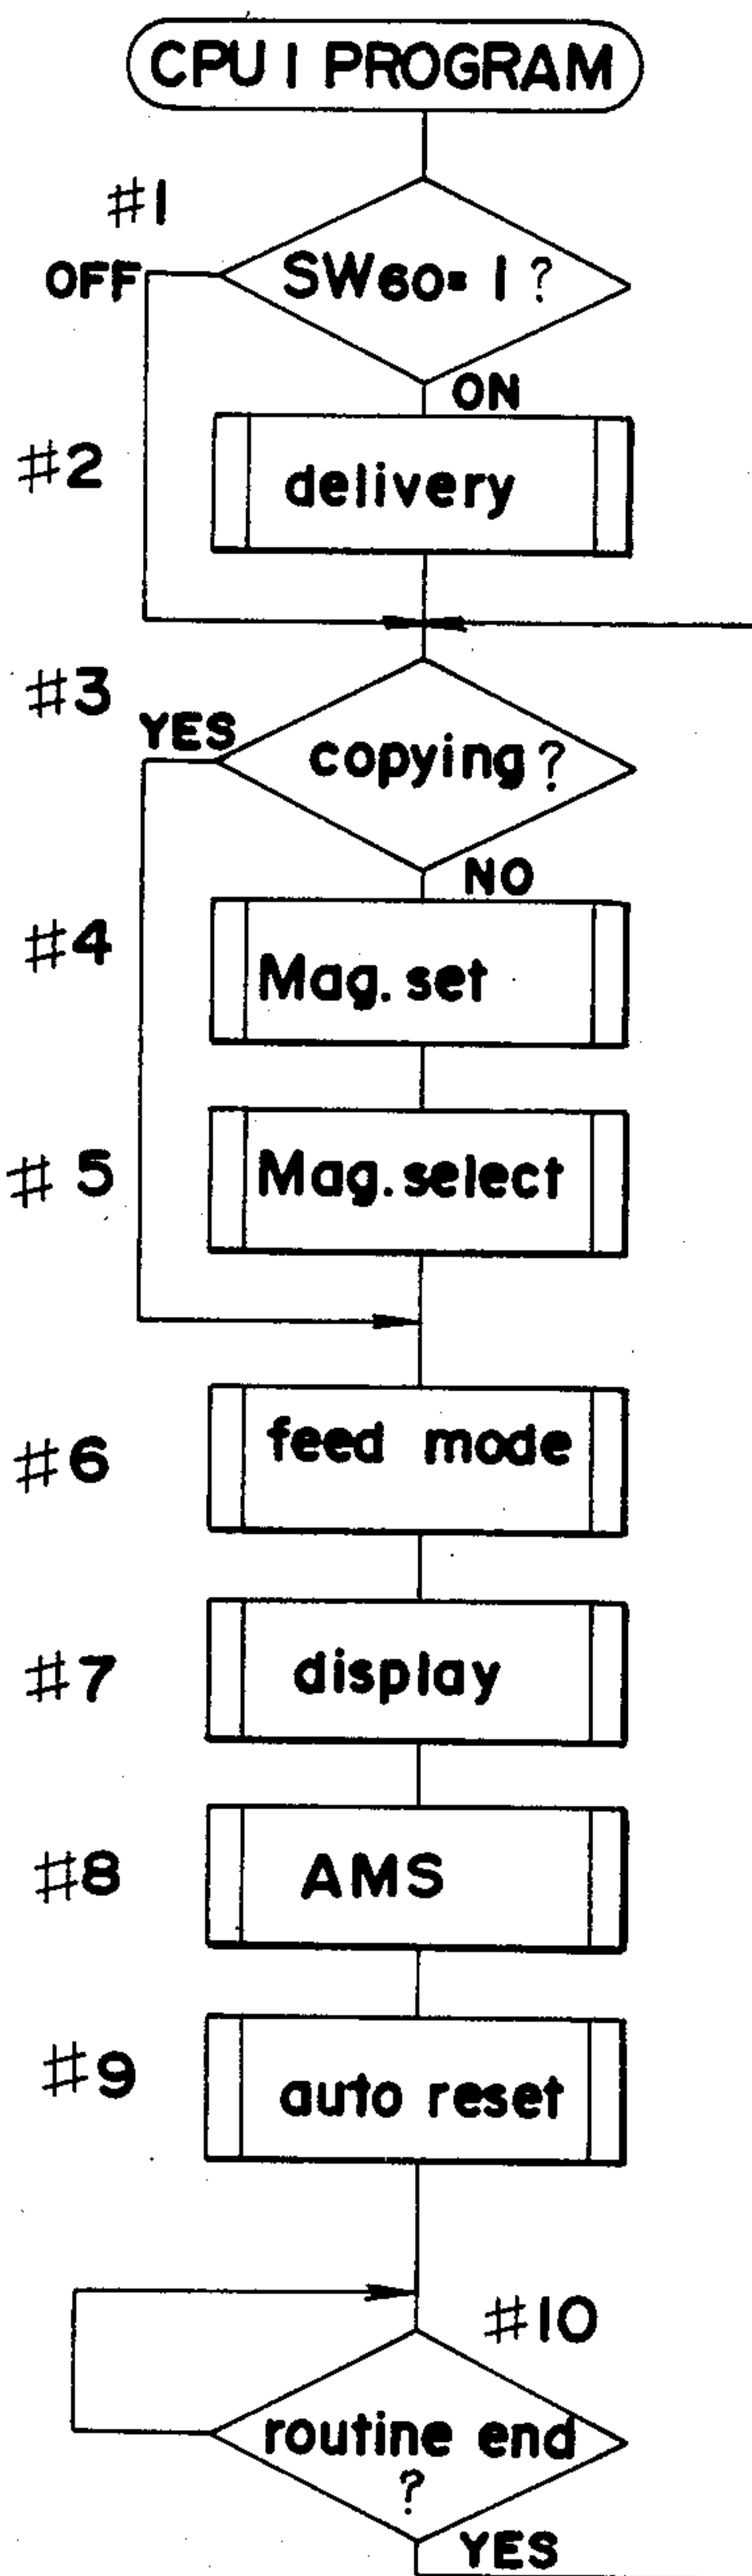 CPU I PROGRAM
#1
OFF
SW60= 1 ?
ON
#2
delivery
#3
YES
copying ?
NO
#4
Mag. set
#5
Mag. select
#6
feed mode
#7
display
#8
AMS
#9
auto reset
#10
routine end
?
YES